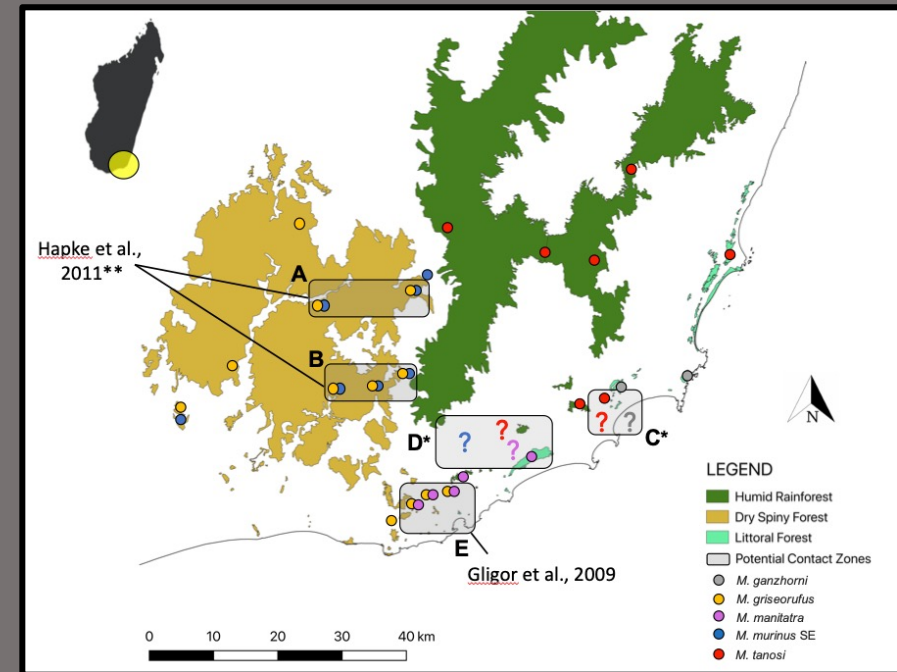 Hapke et al.,
2011**
A
B
D*
?
?
?
?
?
C*
E
Gligor et al., 2009
N
LEGEND
Humid Rainforest
Dry Spiny Forest
Littoral Forest
Potential Contact Zones
M. ganzhorni
M. griseorufus
M. manitatra
M. murinus SE
M. tanosi
0 10 20 30 40 km